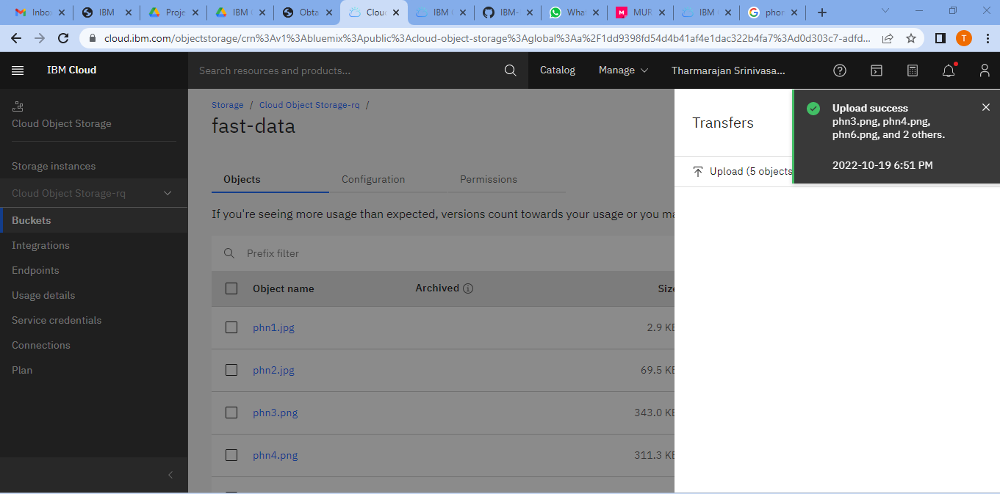 Inbo
IBM
Proje
IBM
Obta
Clou
IBM
IBM-
What
MUR
IBM
phor
cloud.ibm.com/objectstorage/crn%3Av1%3Abluemix%3Apublic%3Acloud-object-storage%3Aglobal%3Aa%2F1dd9398fd54d4b41af4e1dac322b4fa7%3Ad0d303c7-adfd...
T
IBM Cloud
Search resources and products...
Catalog
Manage
Tharmarajan Srinivasa...
Cloud Object Storage
Storage instances
Cloud Object Storage-rq
Buckets
Integrations
Endpoints
Usage details
Service credentials
Connections
Plan
Storage / Cloud Object Storage-rq /
fast-data
Objects
Configuration
Permissions
If you're seeing more usage than expected, versions count towards your usage or you ma
Prefix filter
Object name Archived Size
phn1.jpg 2.9 KB
phn2.jpg 69.5 KB
phn3.png 343.0 KB
phn4.png 311.3 KB
Transfers
Upload (5 objects
Upload success
phn3.png, phn4.png,
phn6.png, and 2 others.
2022-10-19 6:51 PM